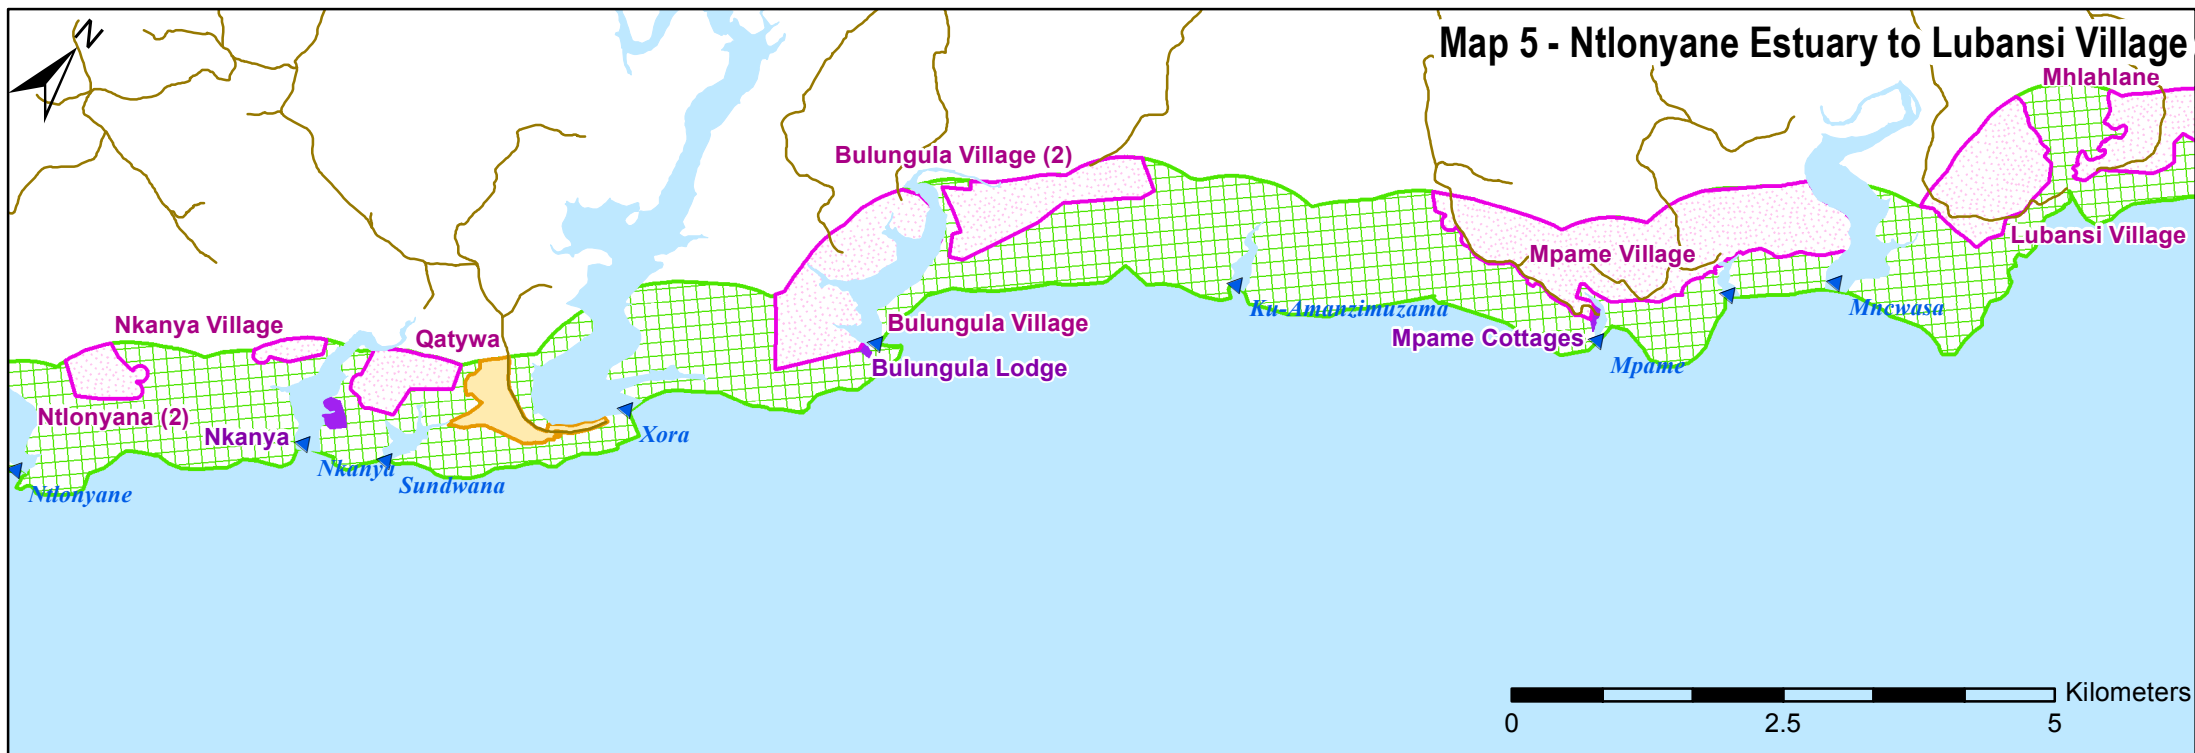 N
Map 5 - Ntlonyane Estuary to Lubansi Village
Mhlahlane
Bulungula Village (2)
Lubansi Village
Mpame Village
Ku-Amanzimuzama
Mncwasa
Nkanya Village
Qatywa
Bulungula Village
Mpame Cottages
Bulungula Lodge
Mpame
Ntlonyana (2)
Nkanya
Xora
Nkanya
Sundwana
Ntlonyane
Kilometers
0
2.5
5